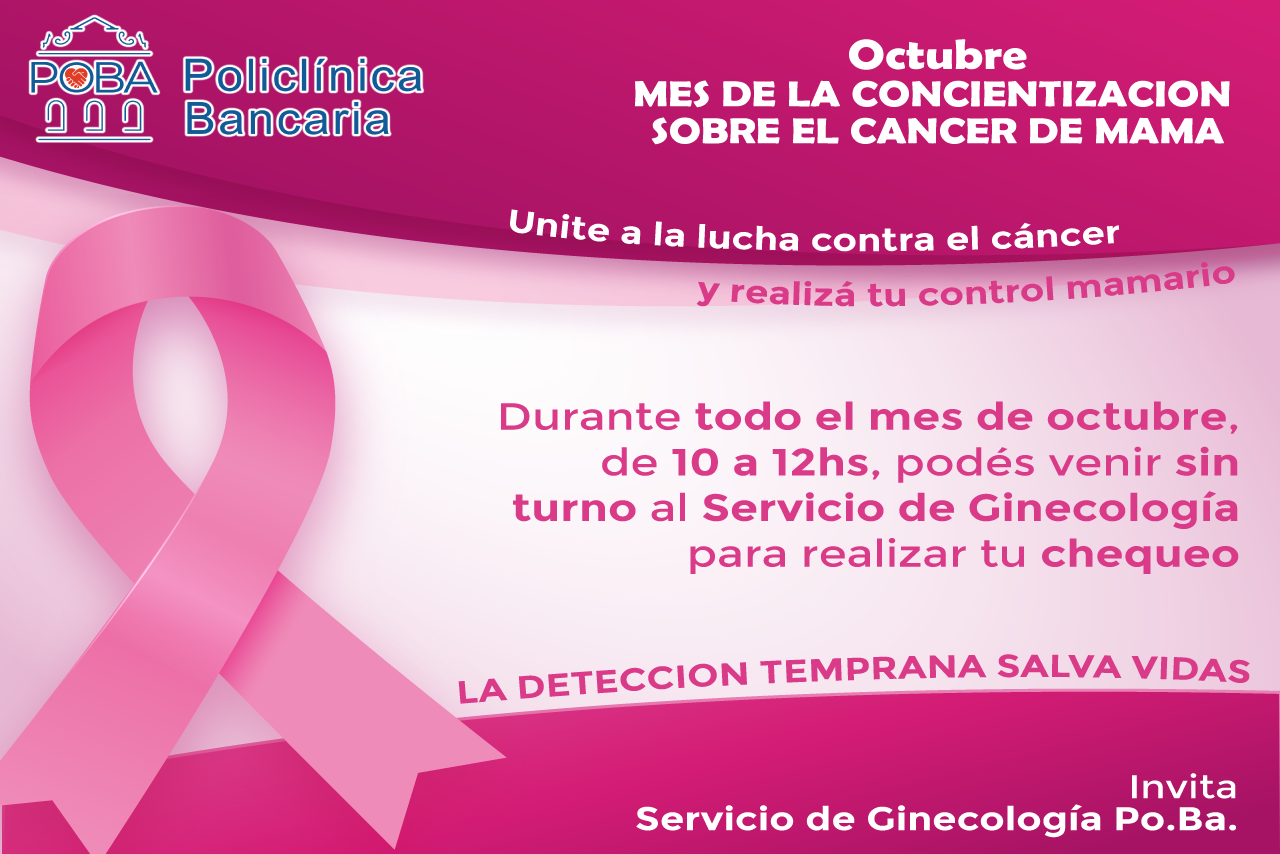 POBA
Policlínica
Bancaria
Octubre
MES DE LA CONCIENTIZACION
SOBRE EL CANCER DE MAMA
Unite a la lucha contra el cáncer
y realizá tu control mamario
Durante todo el mes de octubre,
de 10 a 12hs, podés venir sin
turno al Servicio de Ginecología
para realizar tu chequeo
LA DETECCION TEMPRANA SALVA VIDAS
Invita
Servicio de Ginecología Po.Ba.